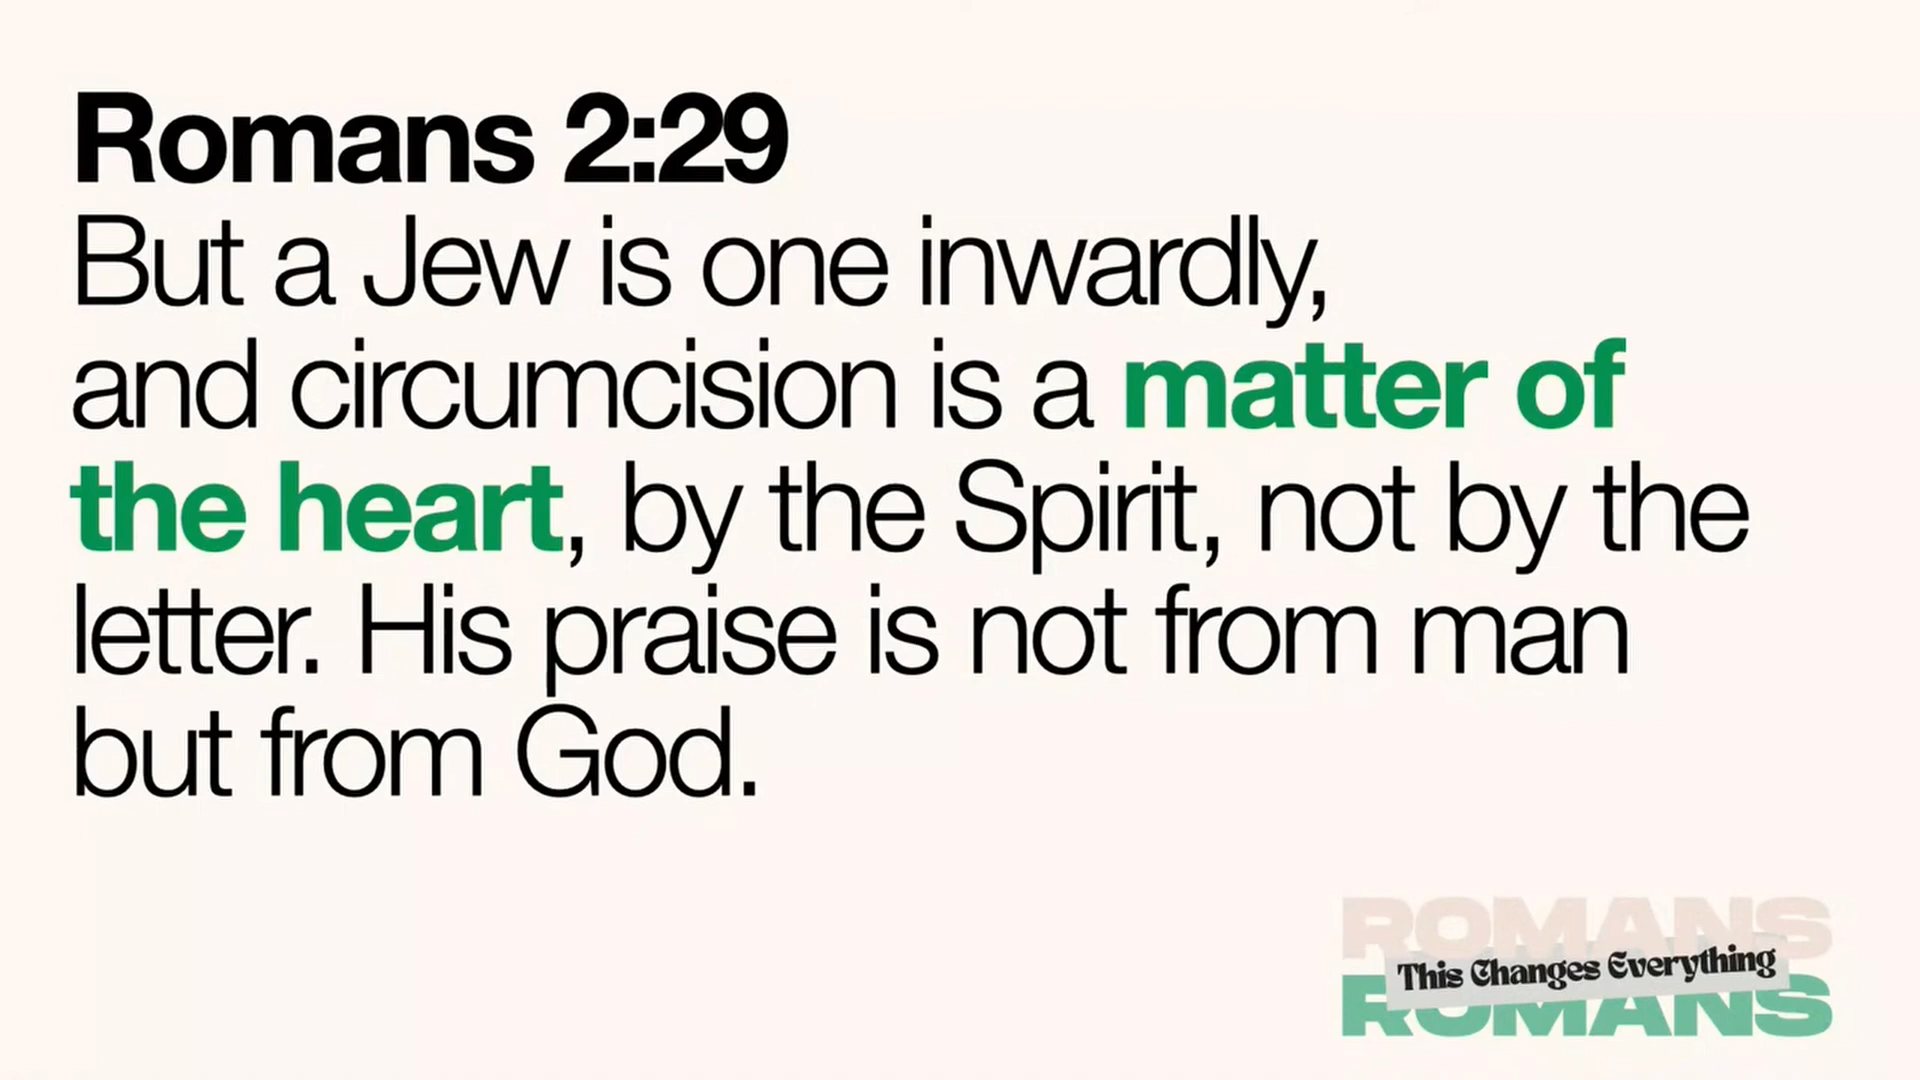 Romans 2:29
But a Jew is one inwardly,
and circumcision is a matter of
the heart, by the Spirit, not by the
letter. His praise is not from man
but from God.
ROMANS
This Changes Everything
ROMANS